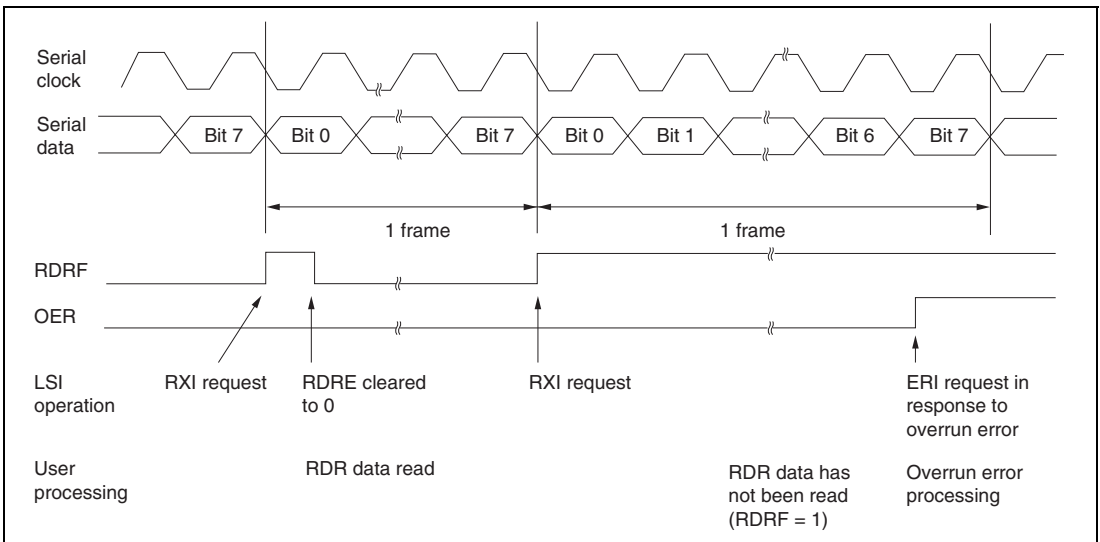 Serial
clock
Serial
data
Bit 7
Bit 0
Bit 7
Bit 0
Bit 1
Bit 6
Bit 7
1 frame
1 frame
RDRF
OER
LSI
operation
RXI request
RDRE cleared
to 0
RXI request
ERI request in
response to
overrun error
User
processing
RDR data read
RDR data has
not been read
(RDRF = 1)
Overrun error
processing